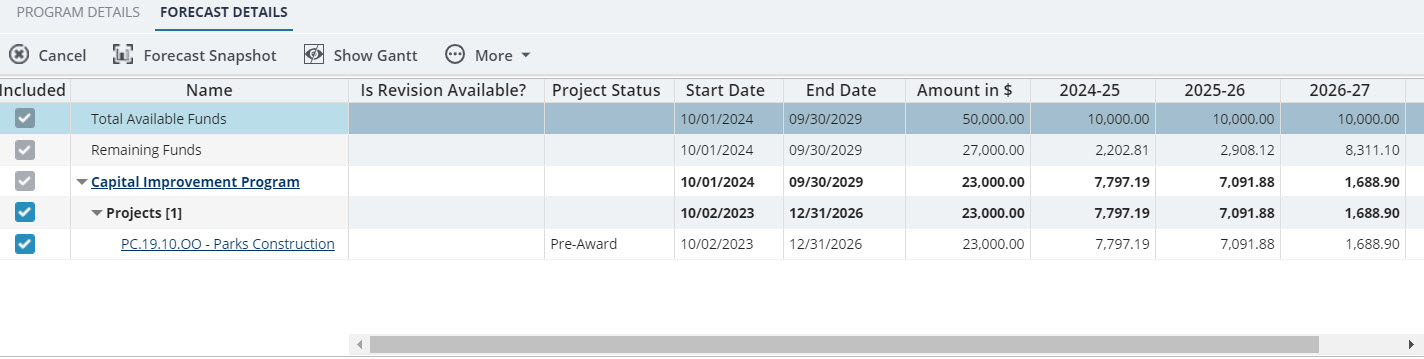 PROGRAM DETAILS FORECAST DETAILS
Cancel Forecast Snapshot Show Gantt More
Included Name Is Revision Available? Project Status Start Date End Date Amount in $ 2024-25 2025-26 2026-27
Total Available Funds 10/01/2024 09/30/2029 50,000.00 10,000.00 10,000.00 10,000.00
Remaining Funds 10/01/2024 09/30/2029 27,000.00 2,202.81 2,908.12 8,311.10
Capital Improvement Program 10/01/2024 09/30/2029 23,000.00 7,797.19 7,091.88 1,688.90
Projects [1] 10/02/2023 12/31/2026 23,000.00 7,797.19 7,091.88 1,688.90
PC.19.10.OO - Parks Construction Pre-Award 10/02/2023 12/31/2026 23,000.00 7,797.19 7,091.88 1,688.90